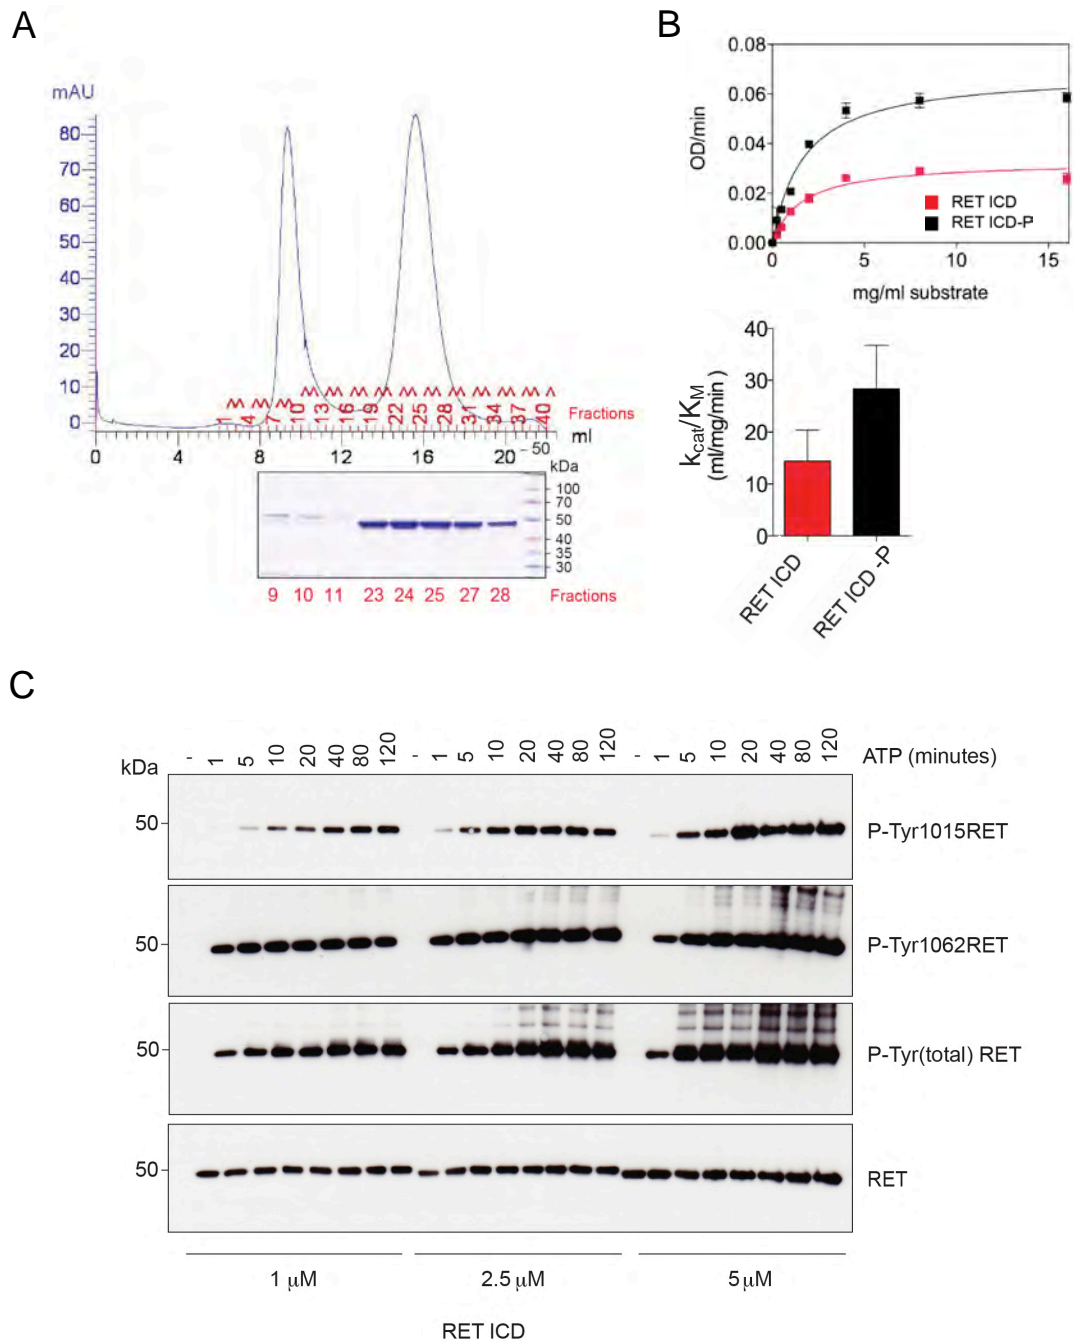 A
mAU
80
70
60
50
40
30
20
10
0
1 4 7 10 13 16 19 22 25 28 31 34 37 40 Fractions
0 4 8 12 16 20 ml
50
kDa
100
70
50
40
35
30
9 10 11 23 24 25 27 28 Fractions
B
OD/min
0.08
0.06
0.04
0.02
0.00
RET ICD
RET ICD-P
0 5 10 15
mg/ml substrate
kcat/KM
(ml/mg/min )
40
30
20
10
0
RET ICD
RET ICD -P
C
kDa
- 1 5 10 20 40 80 120 - 1 5 10 20 40 80 120 - 1 5 10 20 40 80 120 ATP (minutes)
50 P-Tyr1015RET
50 P-Tyr1062RET
50 P-Tyr(total) RET
50 RET
1 μM 2.5 μM 5 μM
RET ICD